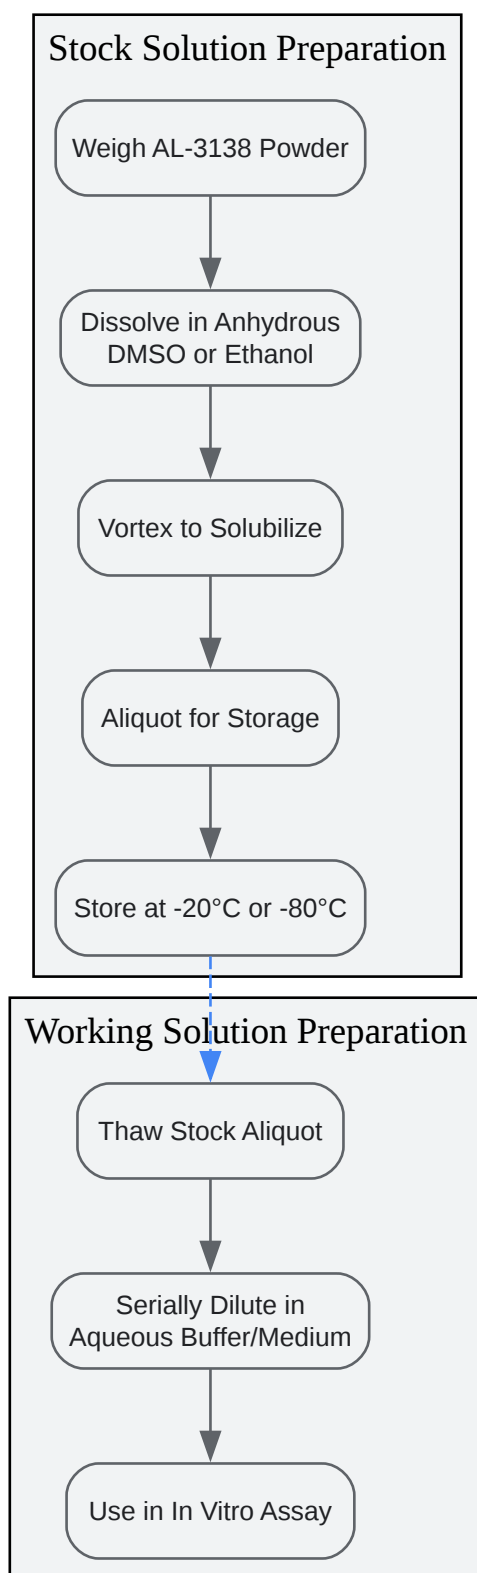 Stock Solution Preparation
Weigh AL-3138 Powder
Dissolve in Anhydrous
DMSO or Ethanol
Vortex to Solubilize
Aliquot for Storage
Store at -20°C or -80°C
Working Solution Preparation
Thaw Stock Aliquot
Serially Dilute in
Aqueous Buffer/Medium
Use in In Vitro Assay